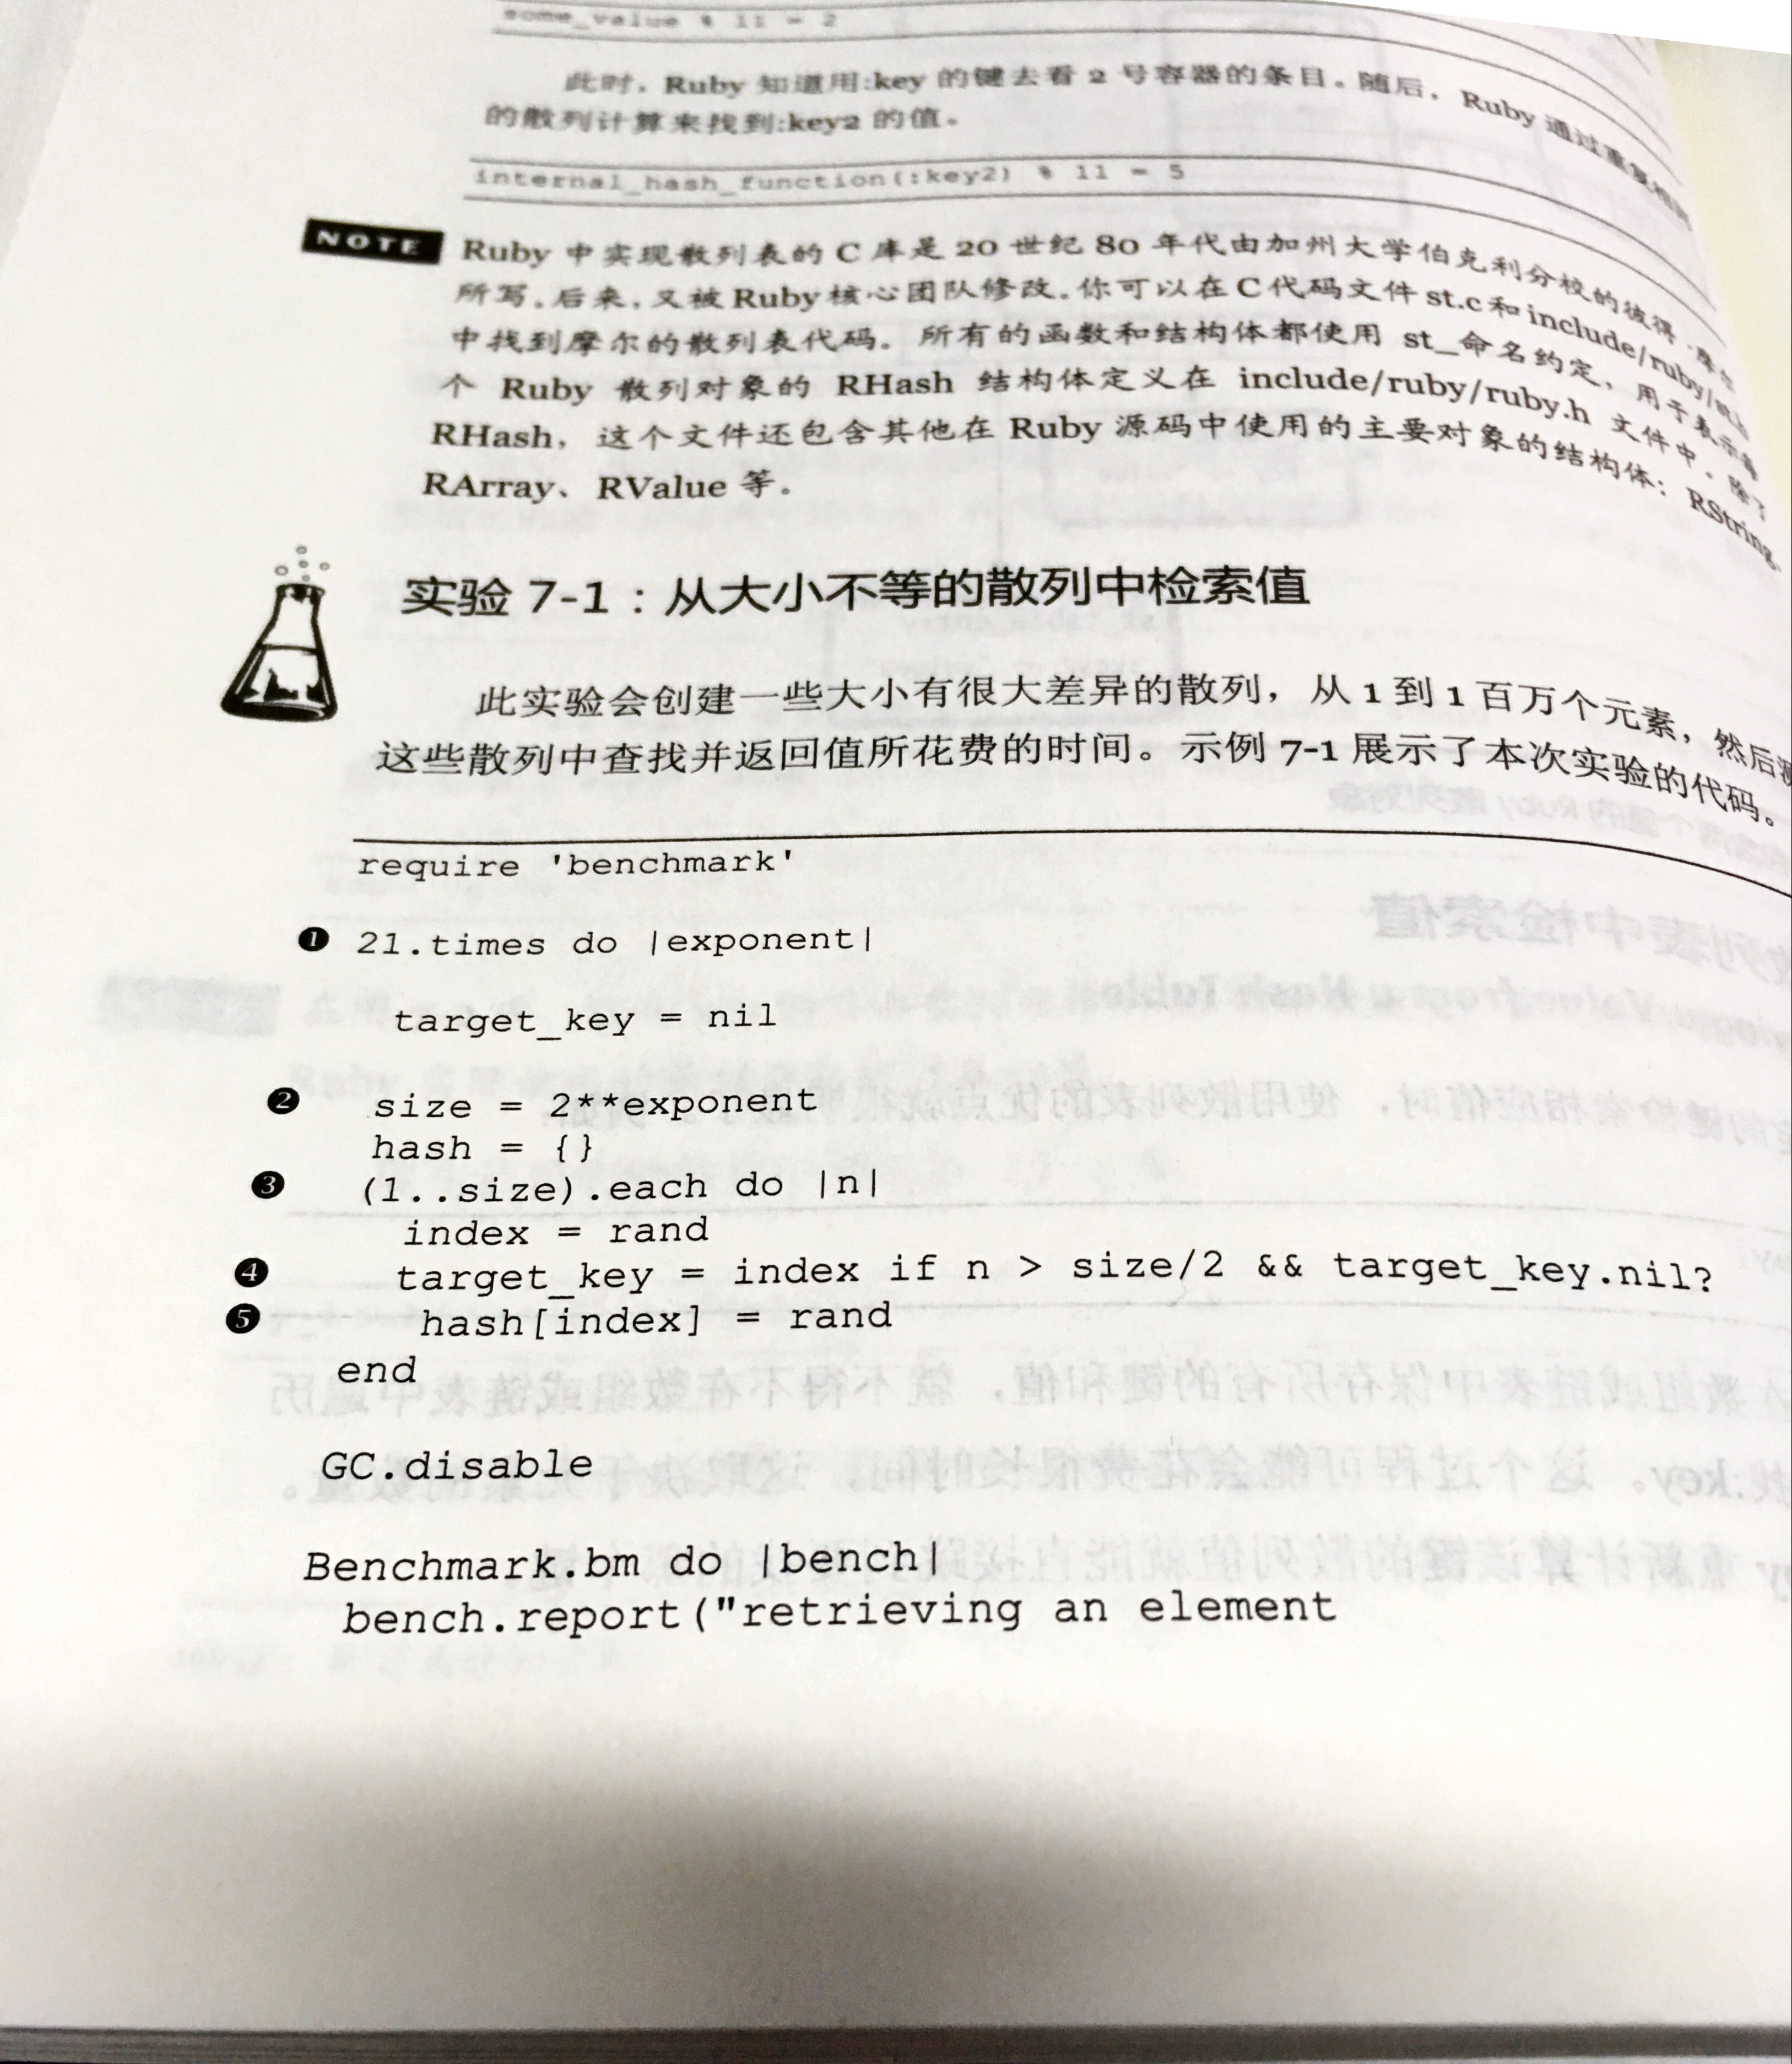 some_value % 11 = 2
此时，Ruby 知道用:key 的键去看 2 号容器的条目。随后，Ruby 通过重复相同
的散列计算来找到:key2 的值。
internal_hash_function(:key2) % 11 = 5
NOTE
Ruby 中实现散列表的 C 库是 20 世纪 80 年代由加州大学伯克利分校的彼得·摩尔
所写。后来，又被 Ruby 核心团队修改。你可以在 C 代码文件 st.c 和 include/ruby/st.h
中找到摩尔的散列表代码。所有的函数和结构体都使用 st_命名约定，用于表示每
个 Ruby 散列对象的 RHash 结构体定义在 include/ruby/ruby.h 文件中。除了
RHash，这个文件还包含其他在 Ruby 源码中使用的主要对象的结构体：RString、
RArray、RValue 等。
实验 7-1：从大小不等的散列中检索值
此实验会创建一些大小有很大差异的散列，从 1 到 1 百万个元素，然后测
这些散列中查找并返回值所花费的时间。示例 7-1 展示了本次实验的代码。
require 'benchmark'
❶ 21.times do |exponent|
target_key = nil
❷ size = 2**exponent
hash = {}
❸ (1..size).each do |n|
index = rand
❹ target_key = index if n > size/2 && target_key.nil?
❺ hash[index] = rand
end
GC.disable
Benchmark.bm do |bench|
bench.report("retrieving an element